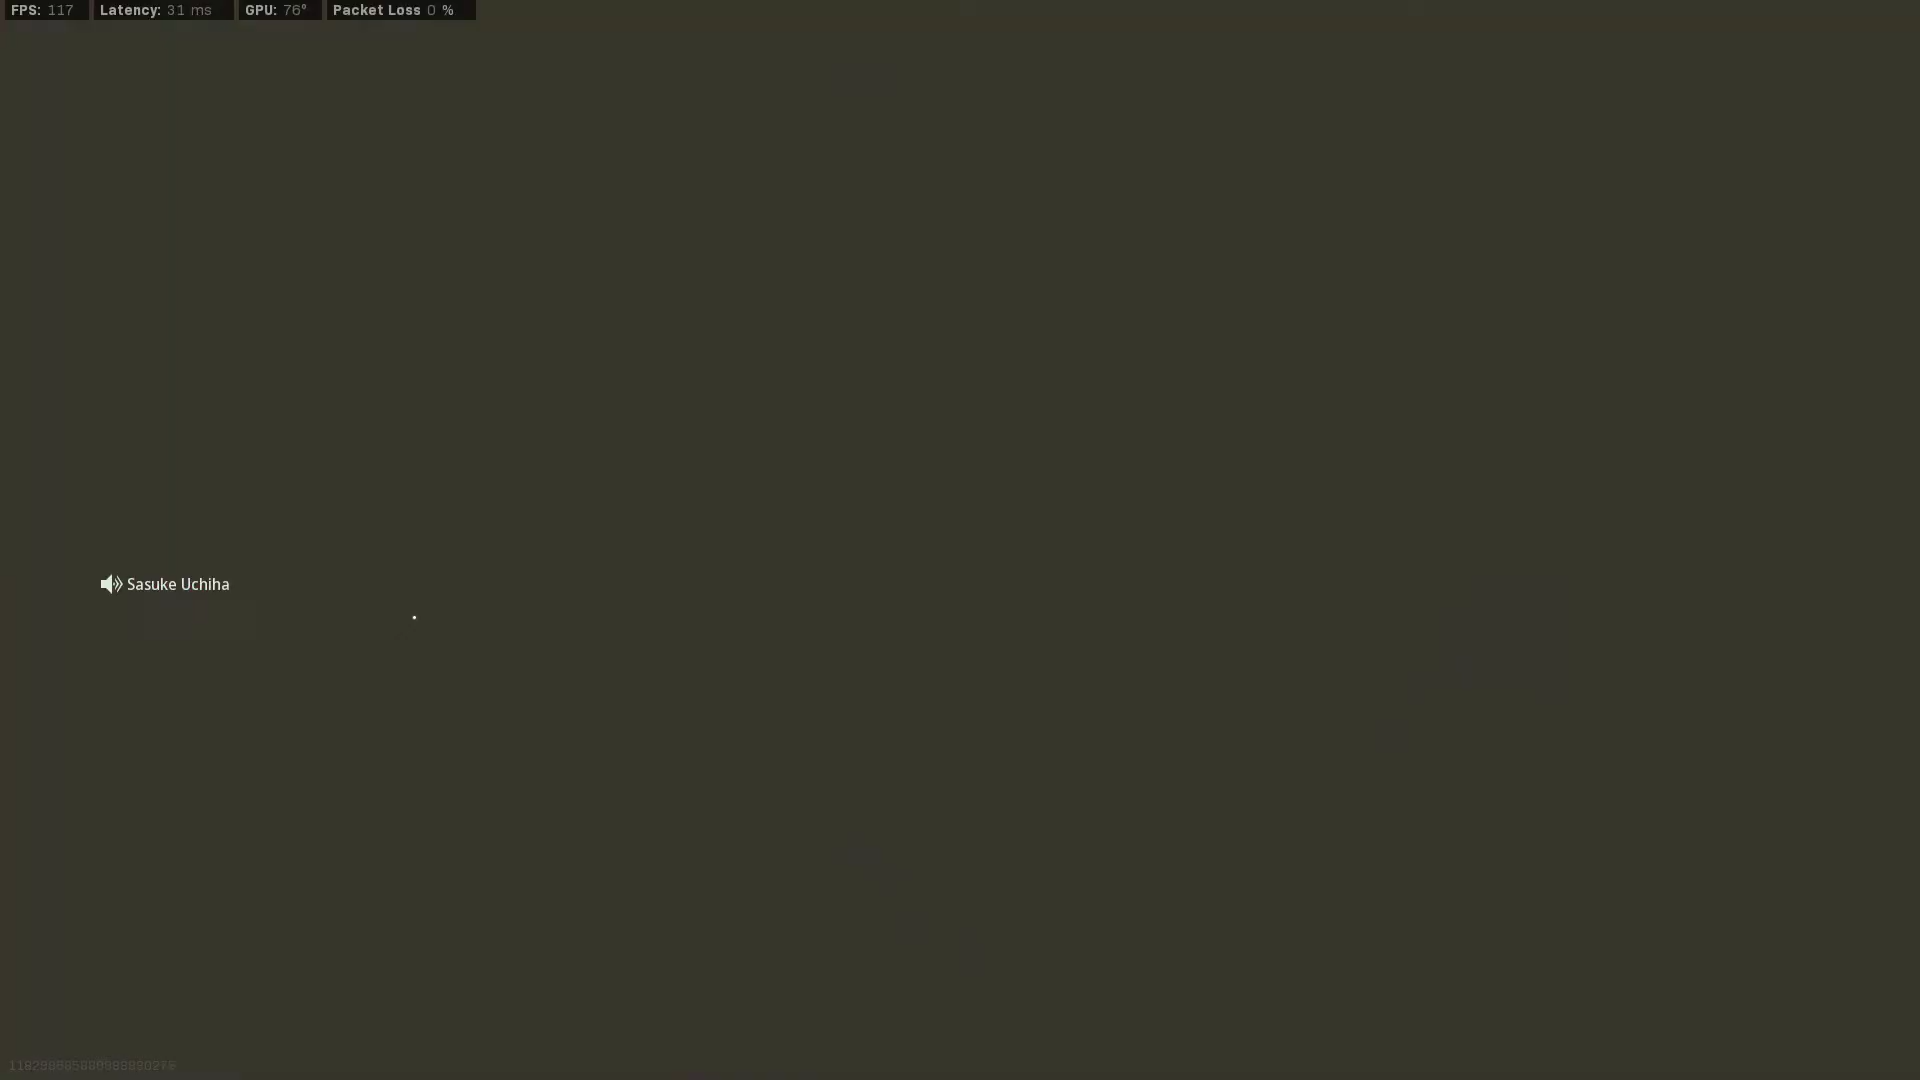 FPS: 117 Latency: 31 ms GPU: 76° Packet Loss 0 %
Sasuke Uchiha